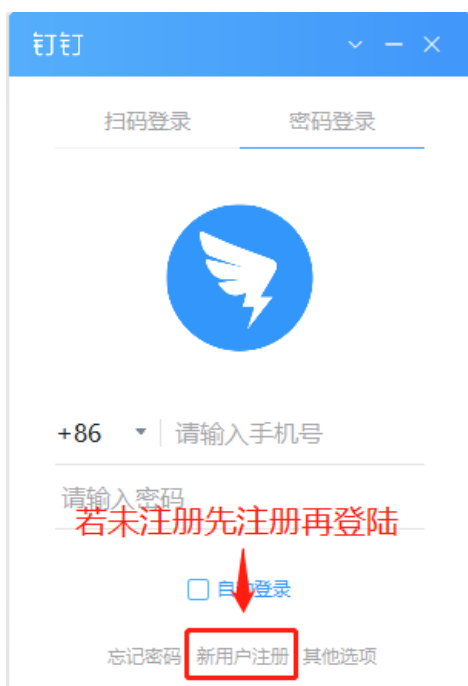 钉钉
扫码登录 密码登录
+86 请输入手机号
请输入密码
若未注册先注册再登陆
自动登录
忘记密码 新用户注册 其他选项